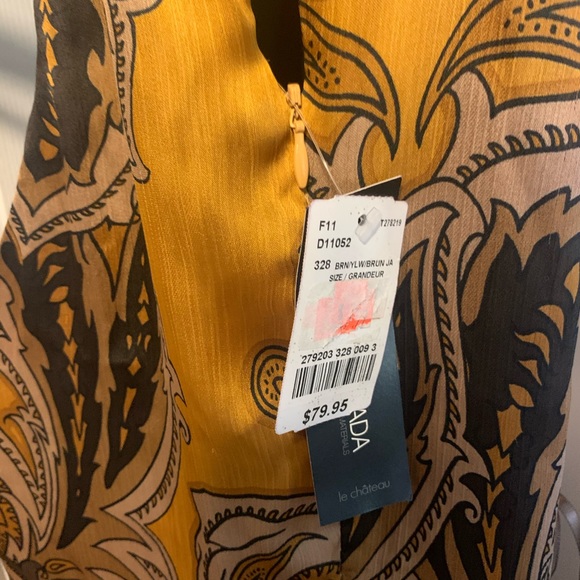 F11
T278219
D11052
328 BRN/YLW/BRUN JA
SIZE / GRANDEUR
279203 328 009 3
$79.95
ADA
MATERIALS
le château